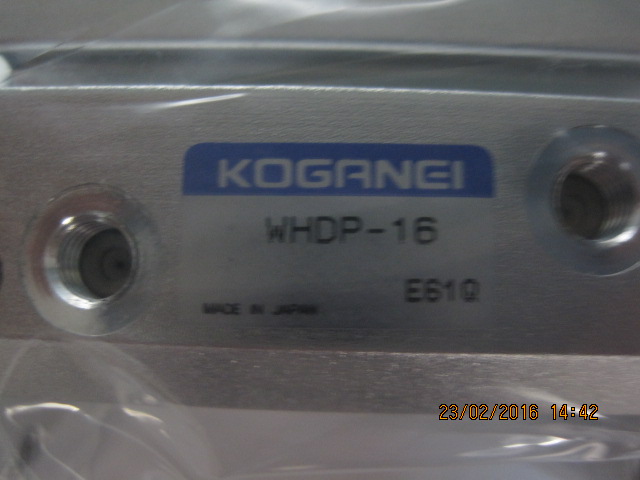 KOGANEI
WHDP-16
E61Q
MADE IN JAPAN
23/02/2016 14:42